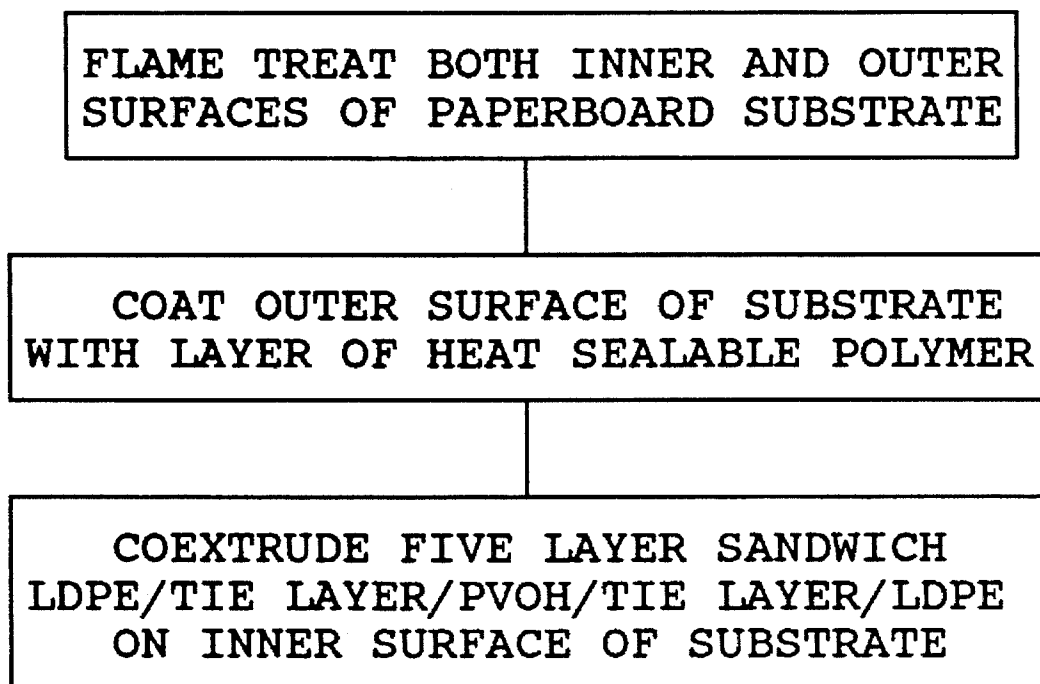 FLAME TREAT BOTH INNER AND OUTER
SURFACES OF PAPERBOARD SUBSTRATE
COAT OUTER SURFACE OF SUBSTRATE
WITH LAYER OF HEAT SEALABLE POLYMER
COEXTRUDE FIVE LAYER SANDWICH
LDPE/TIE LAYER/PVOH/TIE LAYER/LDPE
ON INNER SURFACE OF SUBSTRATE